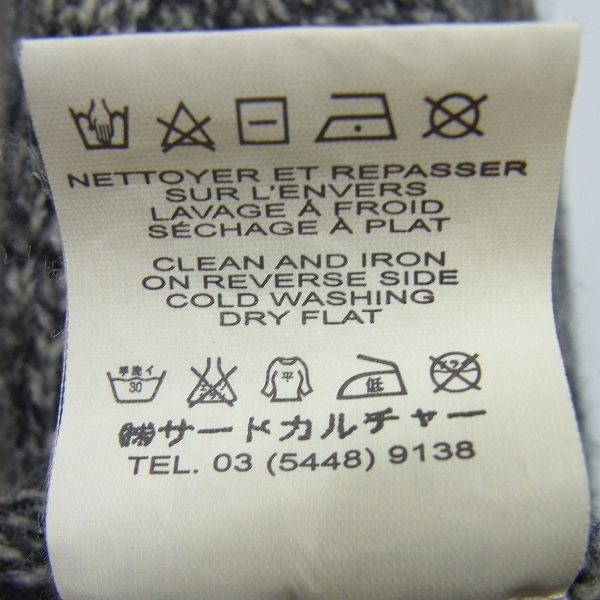 NETTOYER ET REPASSER
SUR L'ENVERS
LAVAGE À FROID
SÉCHAGE À PLAT
CLEAN AND IRON
ON REVERSE SIDE
COLD WASHING
DRY FLAT
手洗イ
30
平
低
㈱サードカルチャー
TEL. 03 (5448) 9138